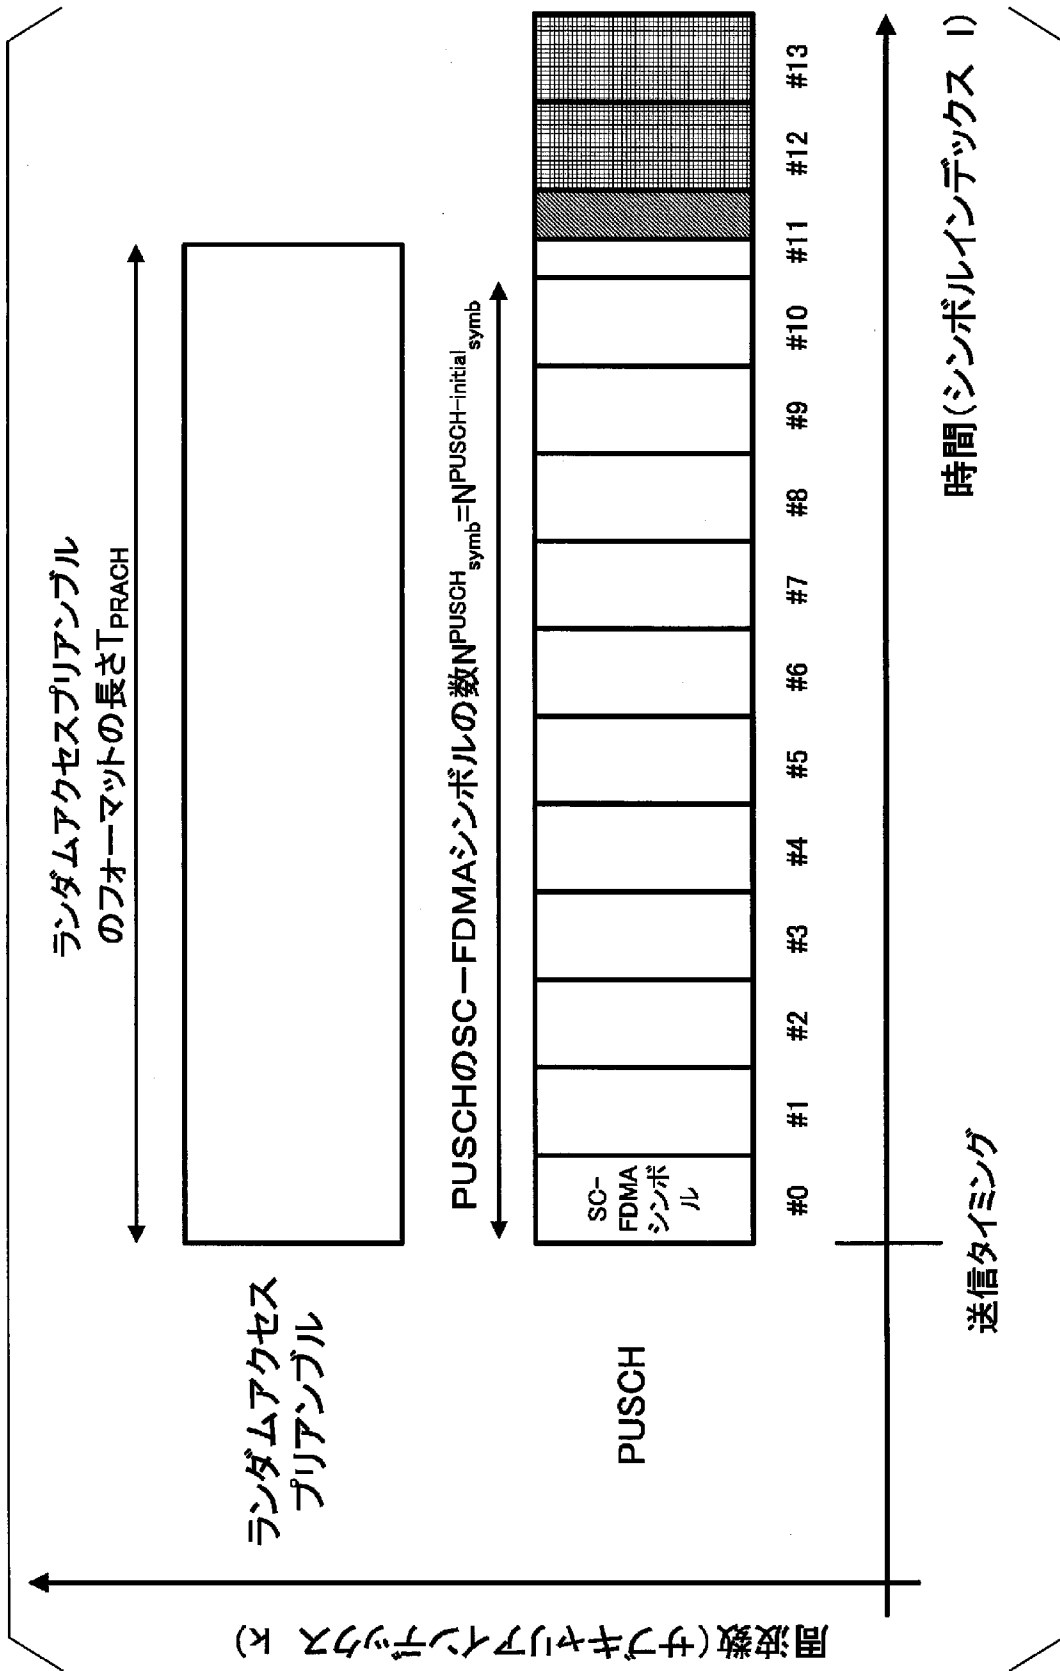 周波数(サブキャリアインデックス k)
ランダムアクセスプリアンブル
のフォーマットの長さTPRACH
ランダムアクセス
プリアンブル
PUSCHのSC-FDMAシンボルの数N^PUSCH_symb=N^PUSCH-initial_symb
PUSCH
SC-
FDMA
シンボ
ル
#0 #1 #2 #3 #4 #5 #6 #7 #8 #9 #10 #11 #12 #13
送信タイミング
時間(シンボルインデックス l)